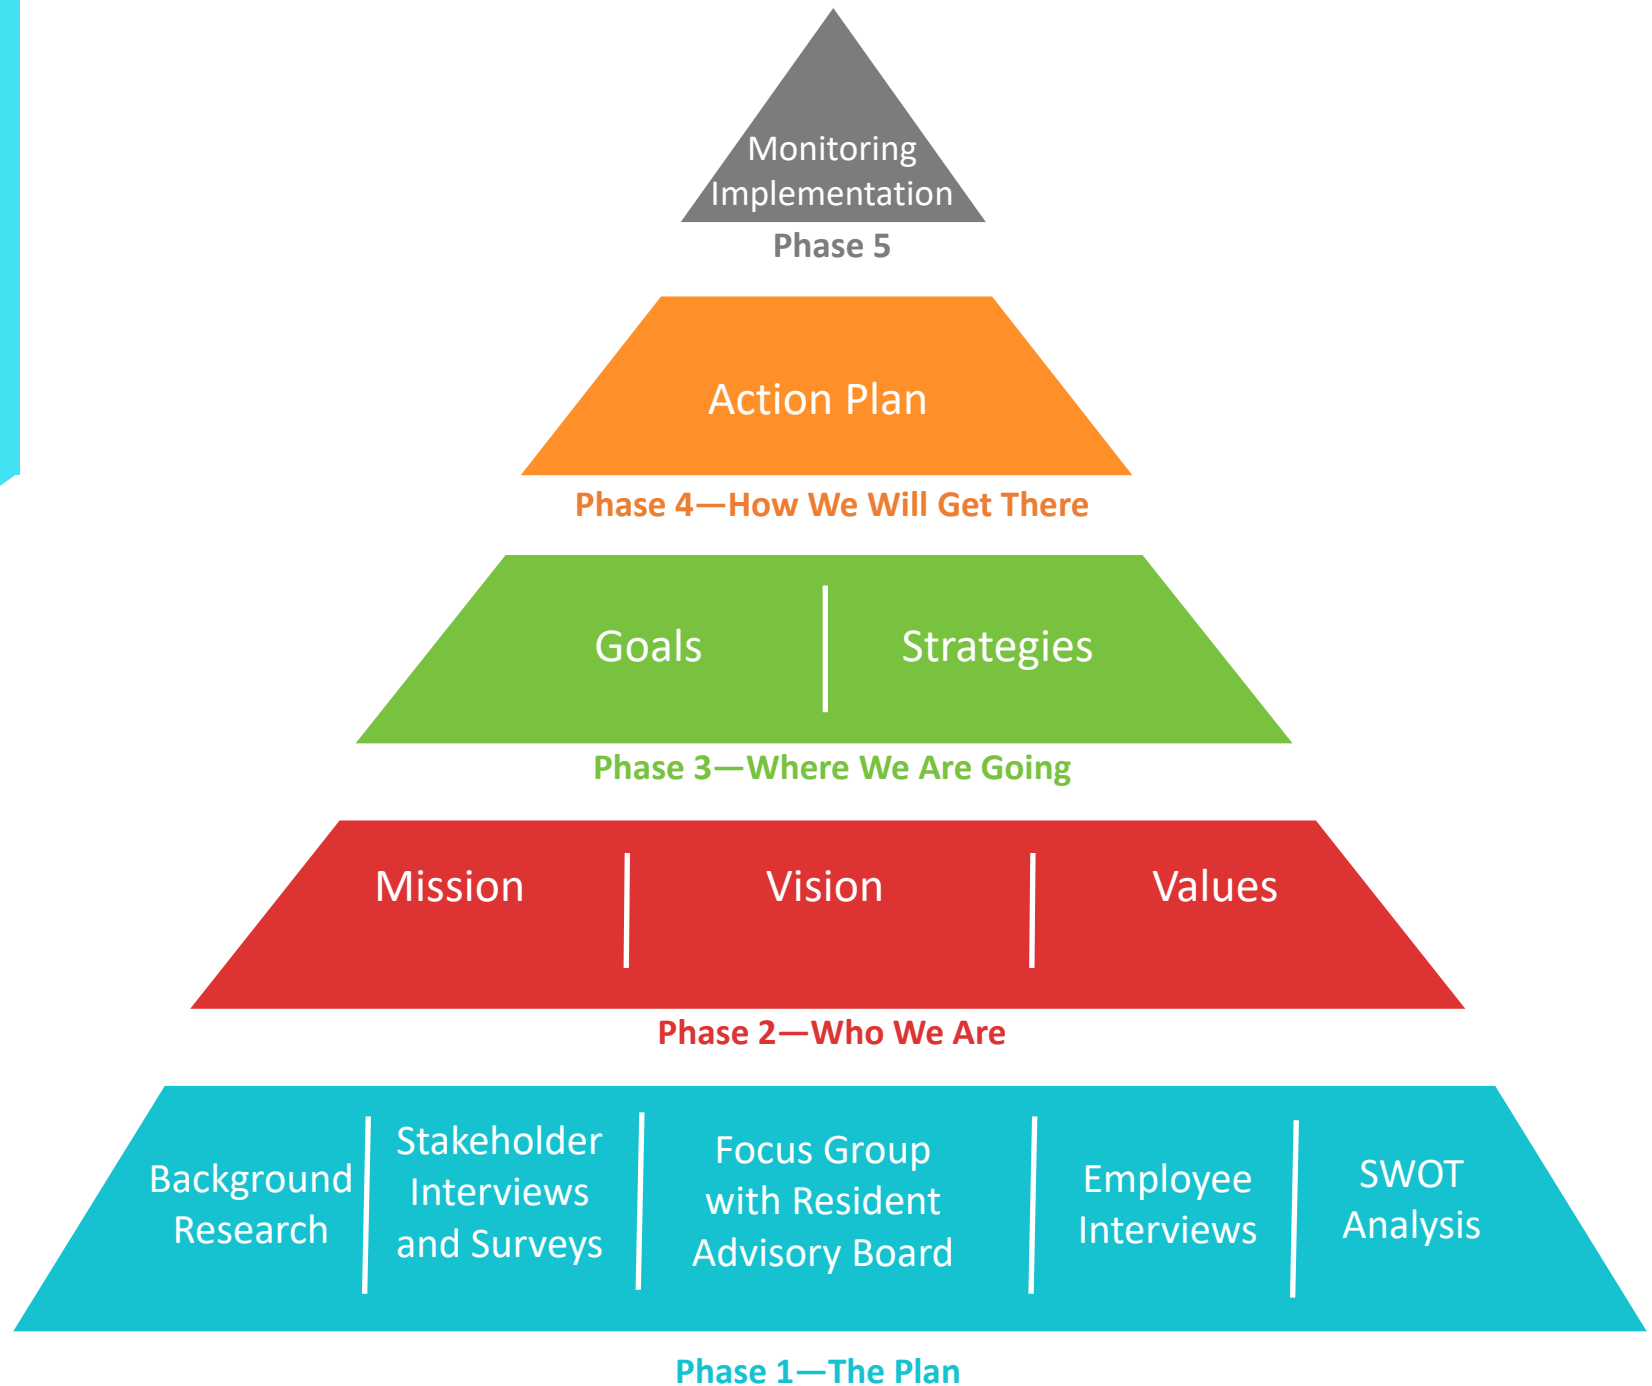 Monitoring
Implementation
Phase 5
Action Plan
Phase 4—How We Will Get There
Goals
Strategies
Phase 3—Where We Are Going
Mission
Vision
Values
Phase 2—Who We Are
Background
Research
Stakeholder
Interviews
and Surveys
Focus Group
with Resident
Advisory Board
Employee
Interviews
SWOT
Analysis
Phase 1—The Plan